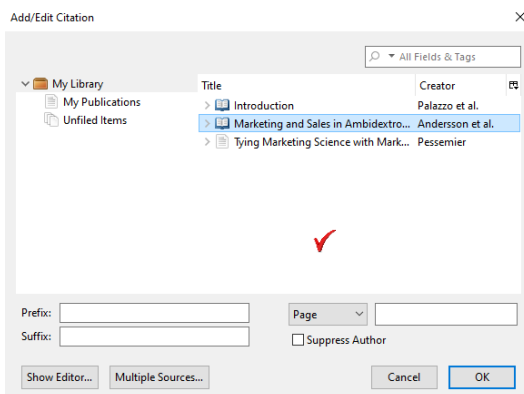 Add/Edit Citation
All Fields & Tags
My Library
My Publications
Unfiled Items
Title Creator
Introduction Palazzo et al.
Marketing and Sales in Ambidextro... Andersson et al.
Tying Marketing Science with Mark... Pessemier
Prefix:
Page
Suffix:
Suppress Author
Show Editor... Multiple Sources... Cancel OK